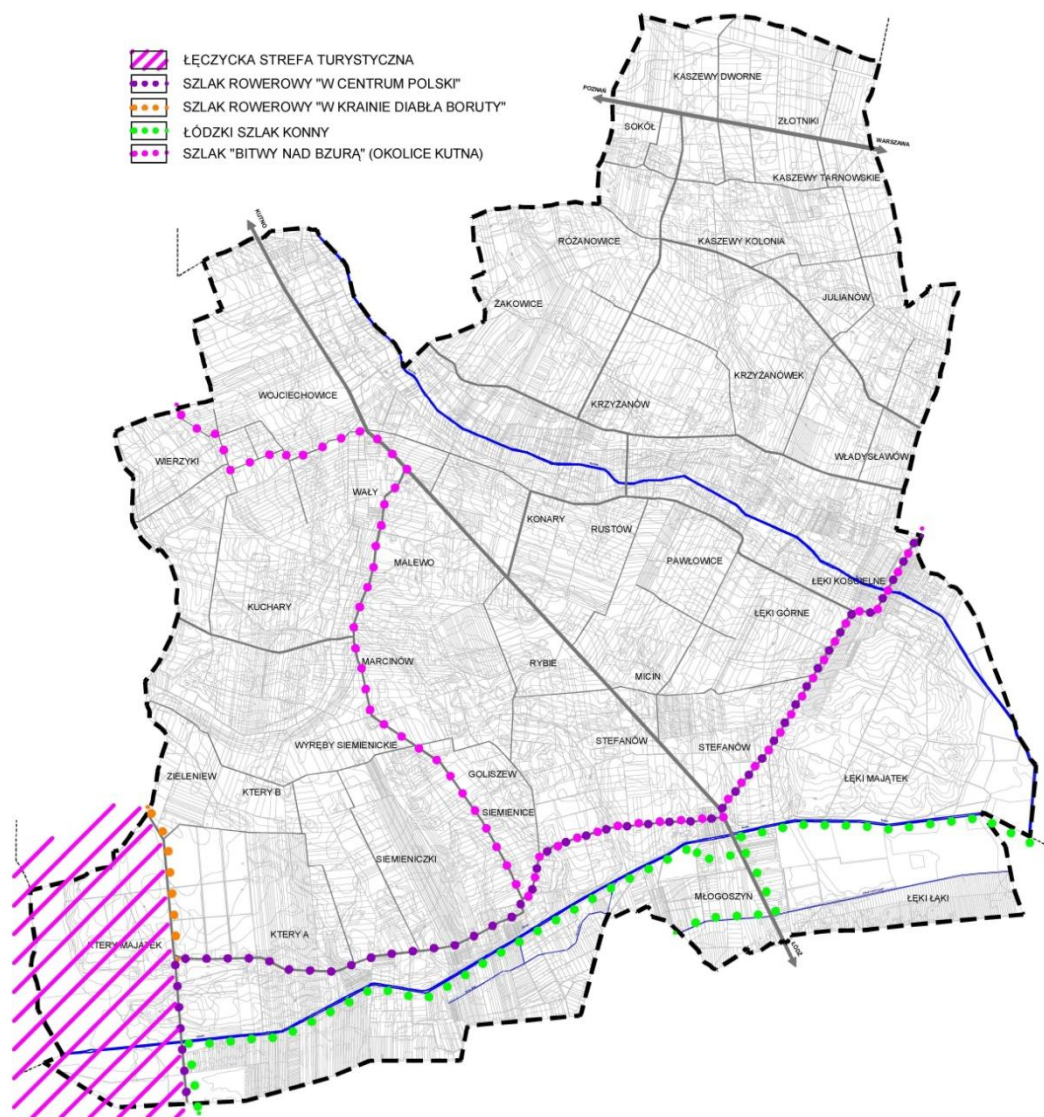 ŁĘCZYCKA STREFA TURYSTYCZNA
SZLAK ROWEROWY "W CENTRUM POLSKI"
SZLAK ROWEROWY "W KRAINIE DIABŁA BORUTY"
ŁÓDZKI SZLAK KONNY
SZLAK "BITWY NAD BZURĄ" (OKOLICE KUTNA)
KASZEWY DWORNE
POZNAŃ
ZŁOTNIKI
SOKÓŁ
WARSZAWA
KASZEWY TARNOWSKIE
KUTNO
RÓŻANOWICE
KASZEWY KOLONIA
ŻAKOWICE
JULIANÓW
KRZYŻANÓWEK
WOJCIECHOWICE
KRZYŻANÓW
WIERZYKI
WŁADYSŁAWÓW
WAŁY
KONARY
RUSTÓW
MALEWO
PAWŁOWICE
ŁĘKI KOŚCIELNE
KUCHARY
ŁĘKI GÓRNE
MARCINÓW
RYBIE
MICIN
STEFANÓW
STEFANÓW
WYRĘBY SIEMIENICKIE
ZIELENIEW
GOLISZEW
ŁĘKI MAJĄTEK
KTERY B
SIEMIENICE
SIEMIENICZKI
MŁOGOSZYN
ŁĘKI ŁĄKI
KTERY A
KTERY MAJĄTEK
ŁÓDŹ